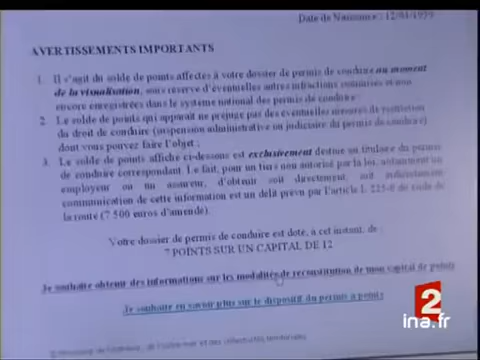 Date de Naissance : 12/01/1959
AVERTISSEMENTS IMPORTANTS
1. Il s'agit du solde de points affectés à votre dossier de permis de conduire au moment
de la visualisation, sous réserve d'éventuelles autres infractions commises et non
encore enregistrées dans le système national des permis de conduire.
2. Le solde de points qui apparaît ne préjuge pas des éventuelles mesures de restriction
du droit de conduire (suspension administrative ou judiciaire du permis de conduire)
dont vous pouvez faire l'objet ;
3. Le solde de points affiché ci-dessous est exclusivement destiné au titulaire du permis
de conduire correspondant. Le fait, pour un tiers non autorisé par la loi, notamment un
employeur ou un assureur, d'obtenir soit directement, soit indirectement
communication de cette information est un délit prévu par l'article L 225-8 du code de
la route (7 500 euros d'amende).
Votre dossier de permis de conduire est doté, à cet instant, de :
7 POINTS SUR UN CAPITAL DE 12
Je souhaite obtenir des informations sur les modalités de reconstitution de mon capital de points
Je souhaite en savoir plus sur le dispositif du permis à points
2
ina.fr